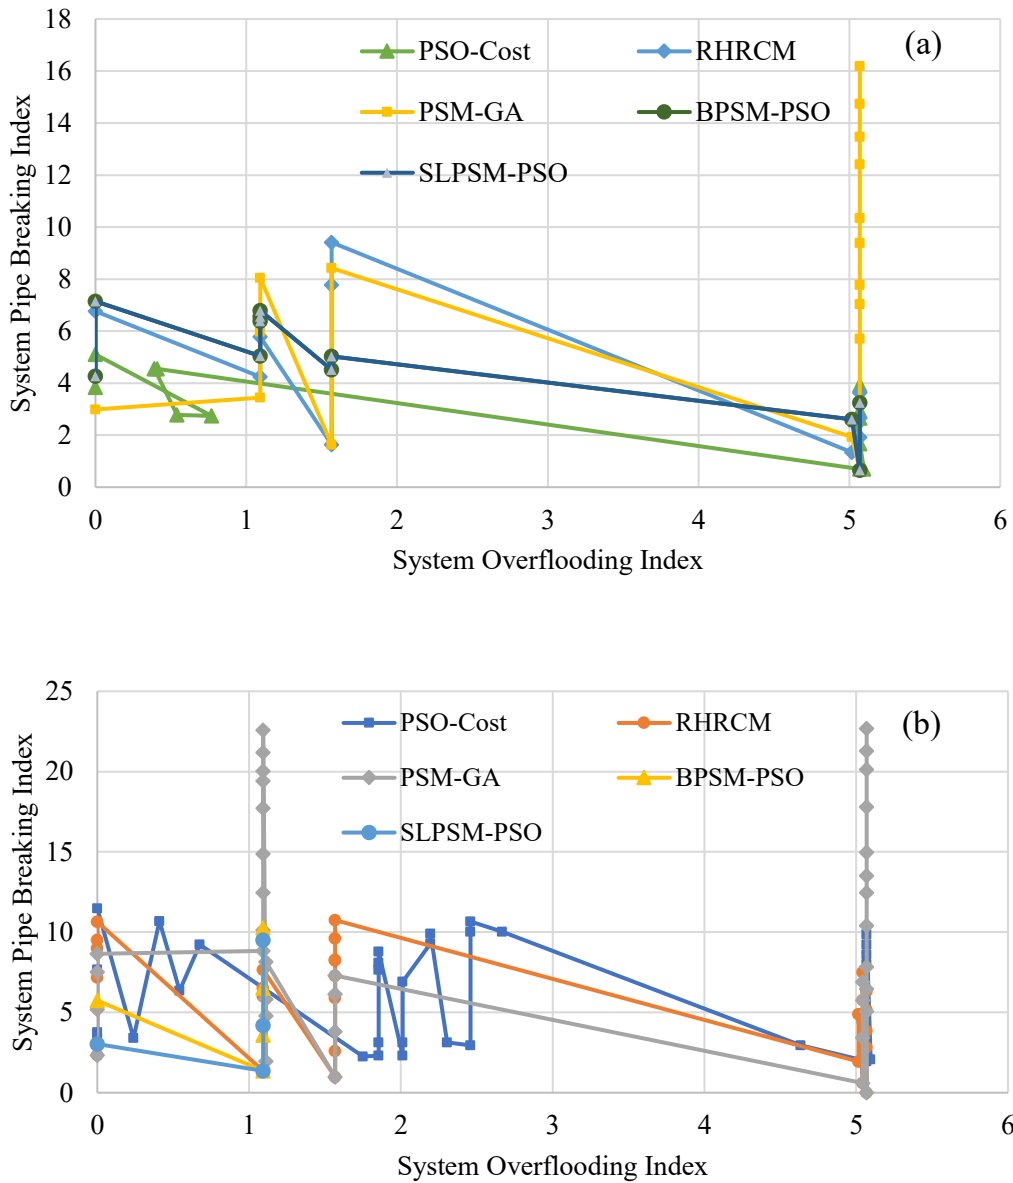 18
16
14
12
10
8
6
4
2
0
System Pipe Breaking Index
PSO-Cost RHRCM (a)
PSM-GA BPSM-PSO
SLPSM-PSO
0 1 2 3 4 5 6
System Overflooding Index
25
20
15
10
5
0
System Pipe Breaking Index
PSO-Cost RHRCM (b)
PSM-GA BPSM-PSO
SLPSM-PSO
0 1 2 3 4 5 6
System Overflooding Index